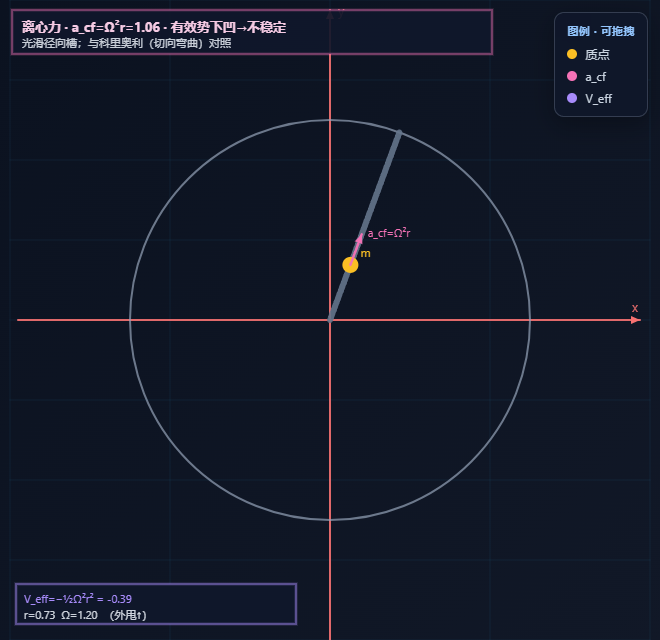 离心力 · a_cf=Ω²r=1.06 · 有效势下凹→不稳定
光滑径向槽；与科里奥利（切向弯曲）对照
图例 · 可拖拽
质点
a_cf
V_eff
a_cf=Ω²r
m
x
V_eff=−½Ω²r² = -0.39
r=0.73 Ω=1.20 （外甩↑）